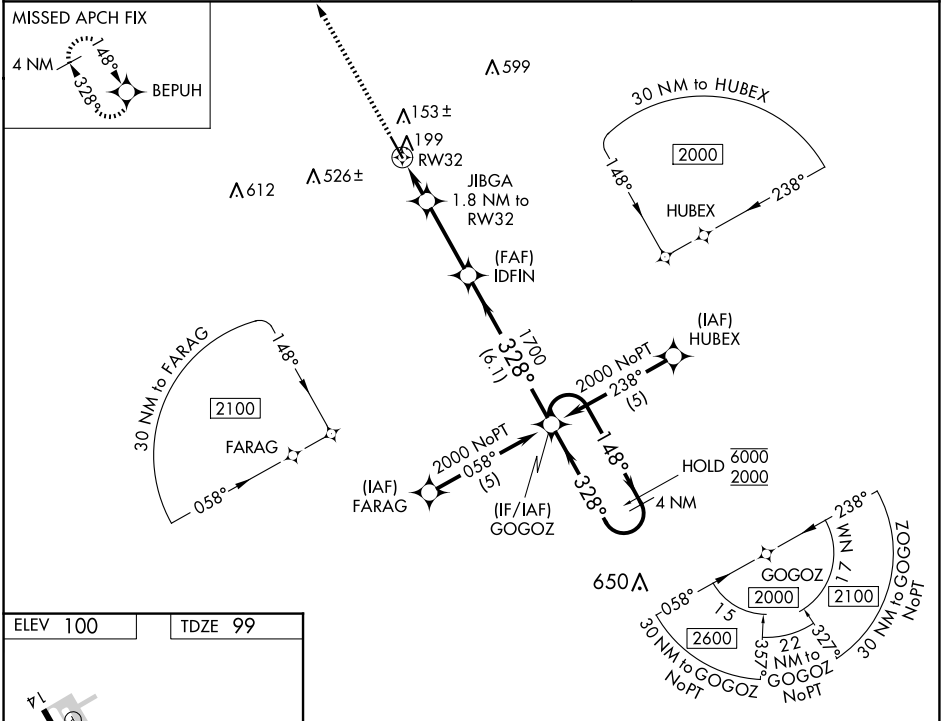 MISSED APCH FIX
4 NM
148°
328°
BEPUH
599
153 ±
199
RW32
612
526 ±
JIBGA
1.8 NM to
RW32
(FAF)
IDFIN
30 NM to HUBEX
2000
148°
238°
HUBEX
30 NM to FARAG
148°
2100
FARAG
058°
1700
328°
(6.1)
(IAF)
HUBEX
2000 NoPT
238°
(5)
2000 NoPT
058°
(5)
(IAF)
FARAG
(IF/IAF)
GOGOZ
148°
328°
HOLD 6000
2000
4 NM
650
238°
058°
GOGOZ
17 NM
15
2000
2100
2600
357°
327°
22
NM to
GOGOZ
NoPT
30 NM to GOGOZ
NoPT
30 NM to GOGOZ
NoPT
ELEV 100
TDZE 99
14